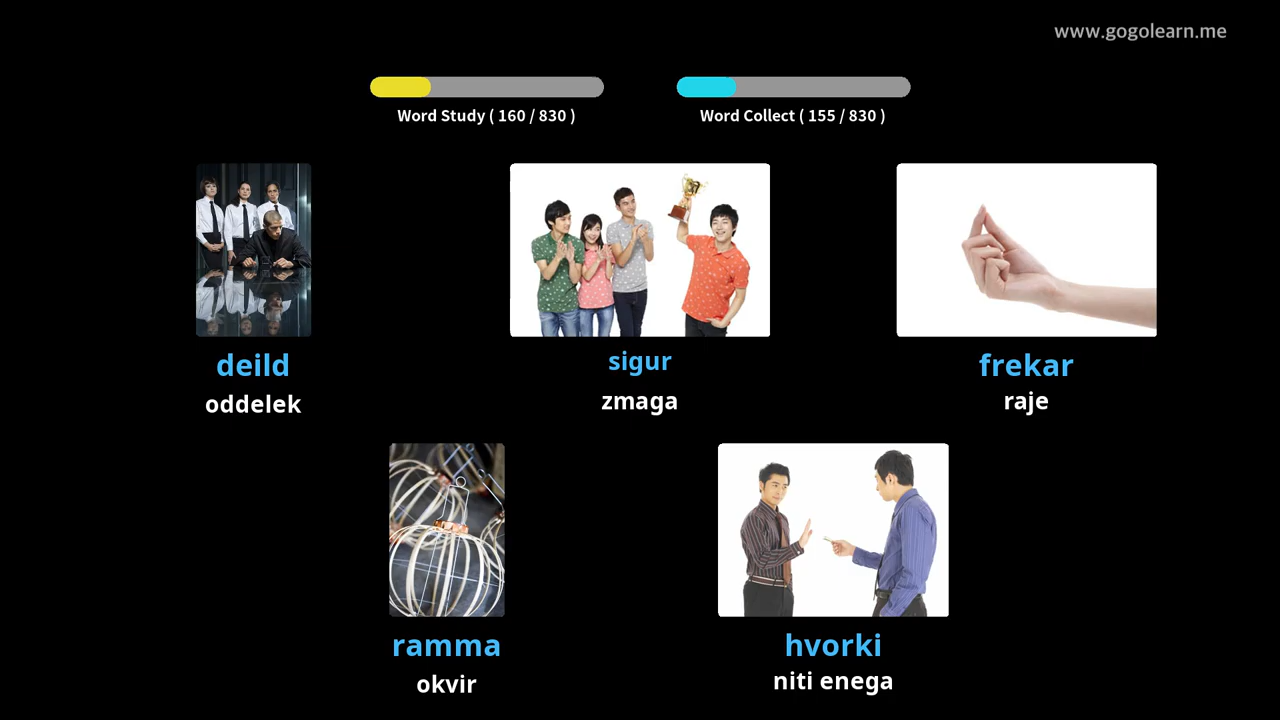 www.gogolearn.me
Word Study ( 160 / 830 )
Word Collect ( 155 / 830 )
deild
oddelek
sigur
zmaga
frekar
raje
ramma
okvir
hvorki
niti enega